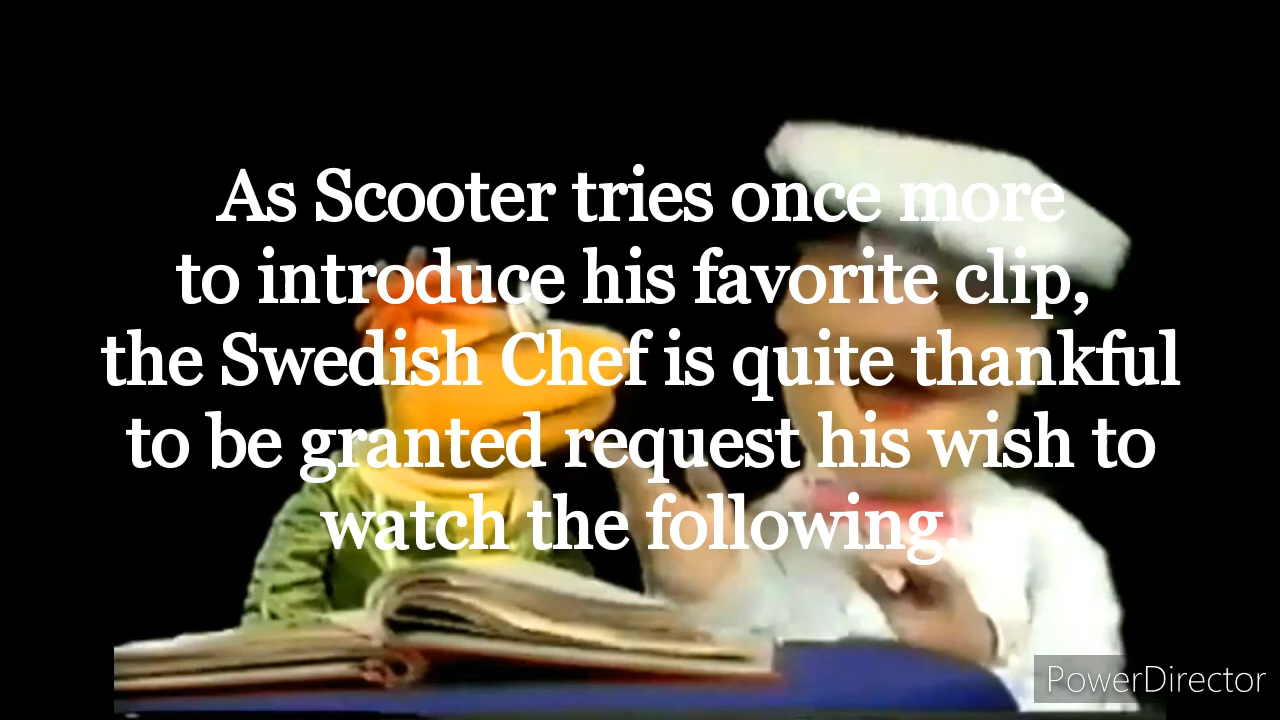 As Scooter tries once more
to introduce his favorite clip,
the Swedish Chef is quite thankful
to be granted request his wish to
watch the following.
PowerDirector